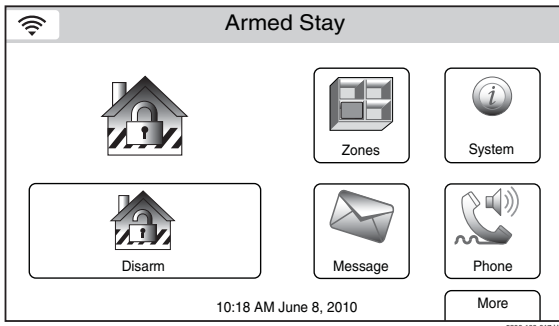 Armed Stay
Zones
System
Disarm
Message
Phone
10:18 AM June 8, 2010
More